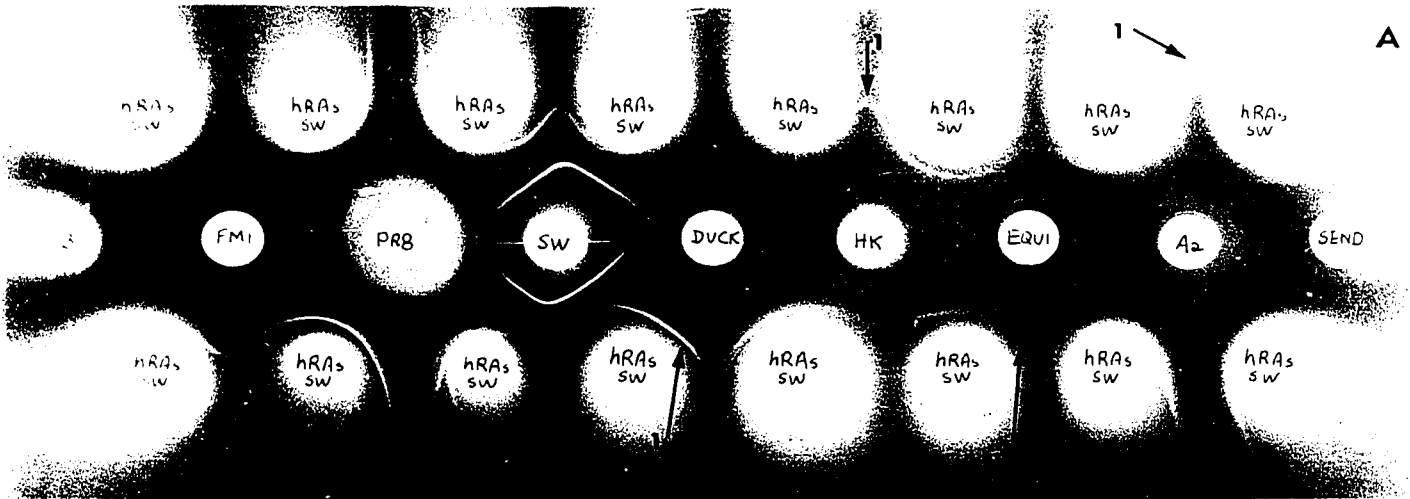 1 1 A
hRAs hRAs hRAs hRAs hRAs hRAs hRAs hRAs
SW SW SW SW SW SW SW SW
FM1 PR8 SW DUCK HK EQUI A2 SEND
hRAs hRAs hRAs hRAs hRAs hRAs hRAs hRAs
SW SW SW SW SW SW SW
1